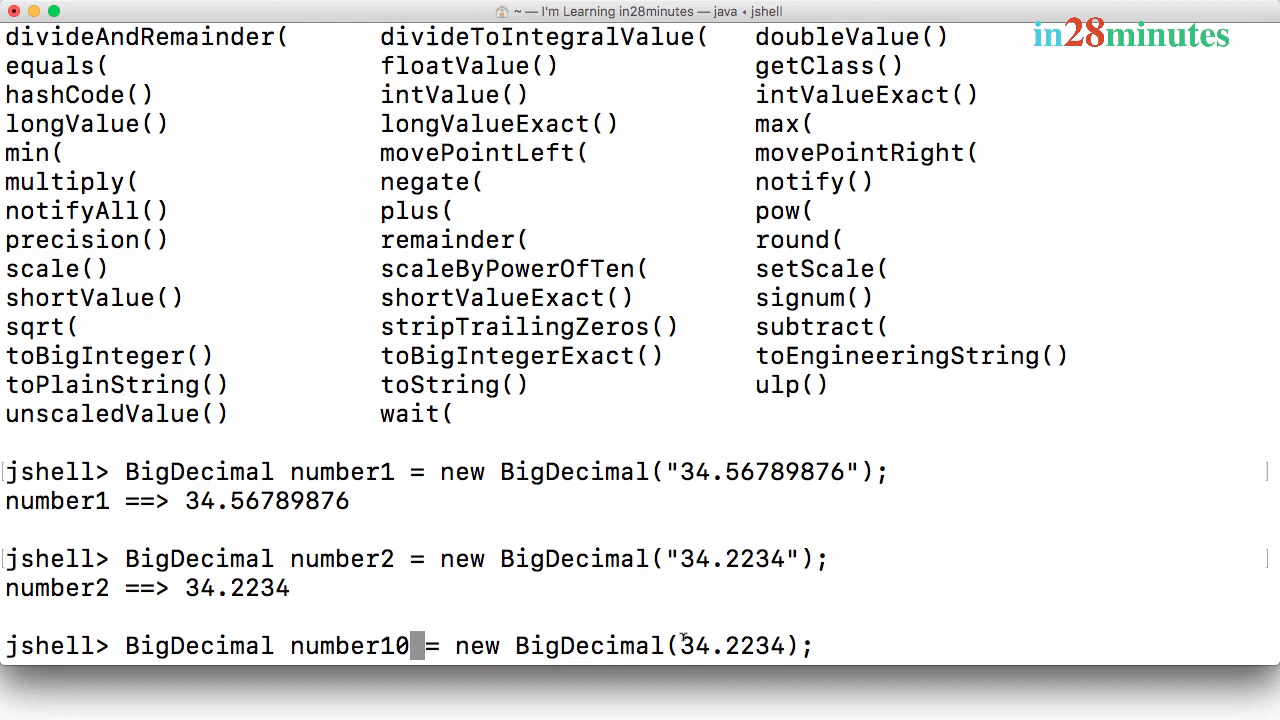 ~ — I'm Learning in28minutes — java ◂ jshell
in28minutes
divideAndRemainder( divideToIntegralValue( doubleValue()
equals( floatValue() getClass()
hashCode() intValue() intValueExact()
longValue() longValueExact() max(
min( movePointLeft( movePointRight(
multiply( negate( notify()
notifyAll() plus( pow(
precision() remainder( round(
scale() scaleByPowerOfTen( setScale(
shortValue() shortValueExact() signum()
sqrt( stripTrailingZeros() subtract(
toBigInteger() toBigIntegerExact() toEngineeringString()
toPlainString() toString() ulp()
unscaledValue() wait(
jshell> BigDecimal number1 = new BigDecimal("34.56789876");
number1 ==> 34.56789876
jshell> BigDecimal number2 = new BigDecimal("34.2234");
number2 ==> 34.2234
jshell> BigDecimal number10 = new BigDecimal(34.2234);